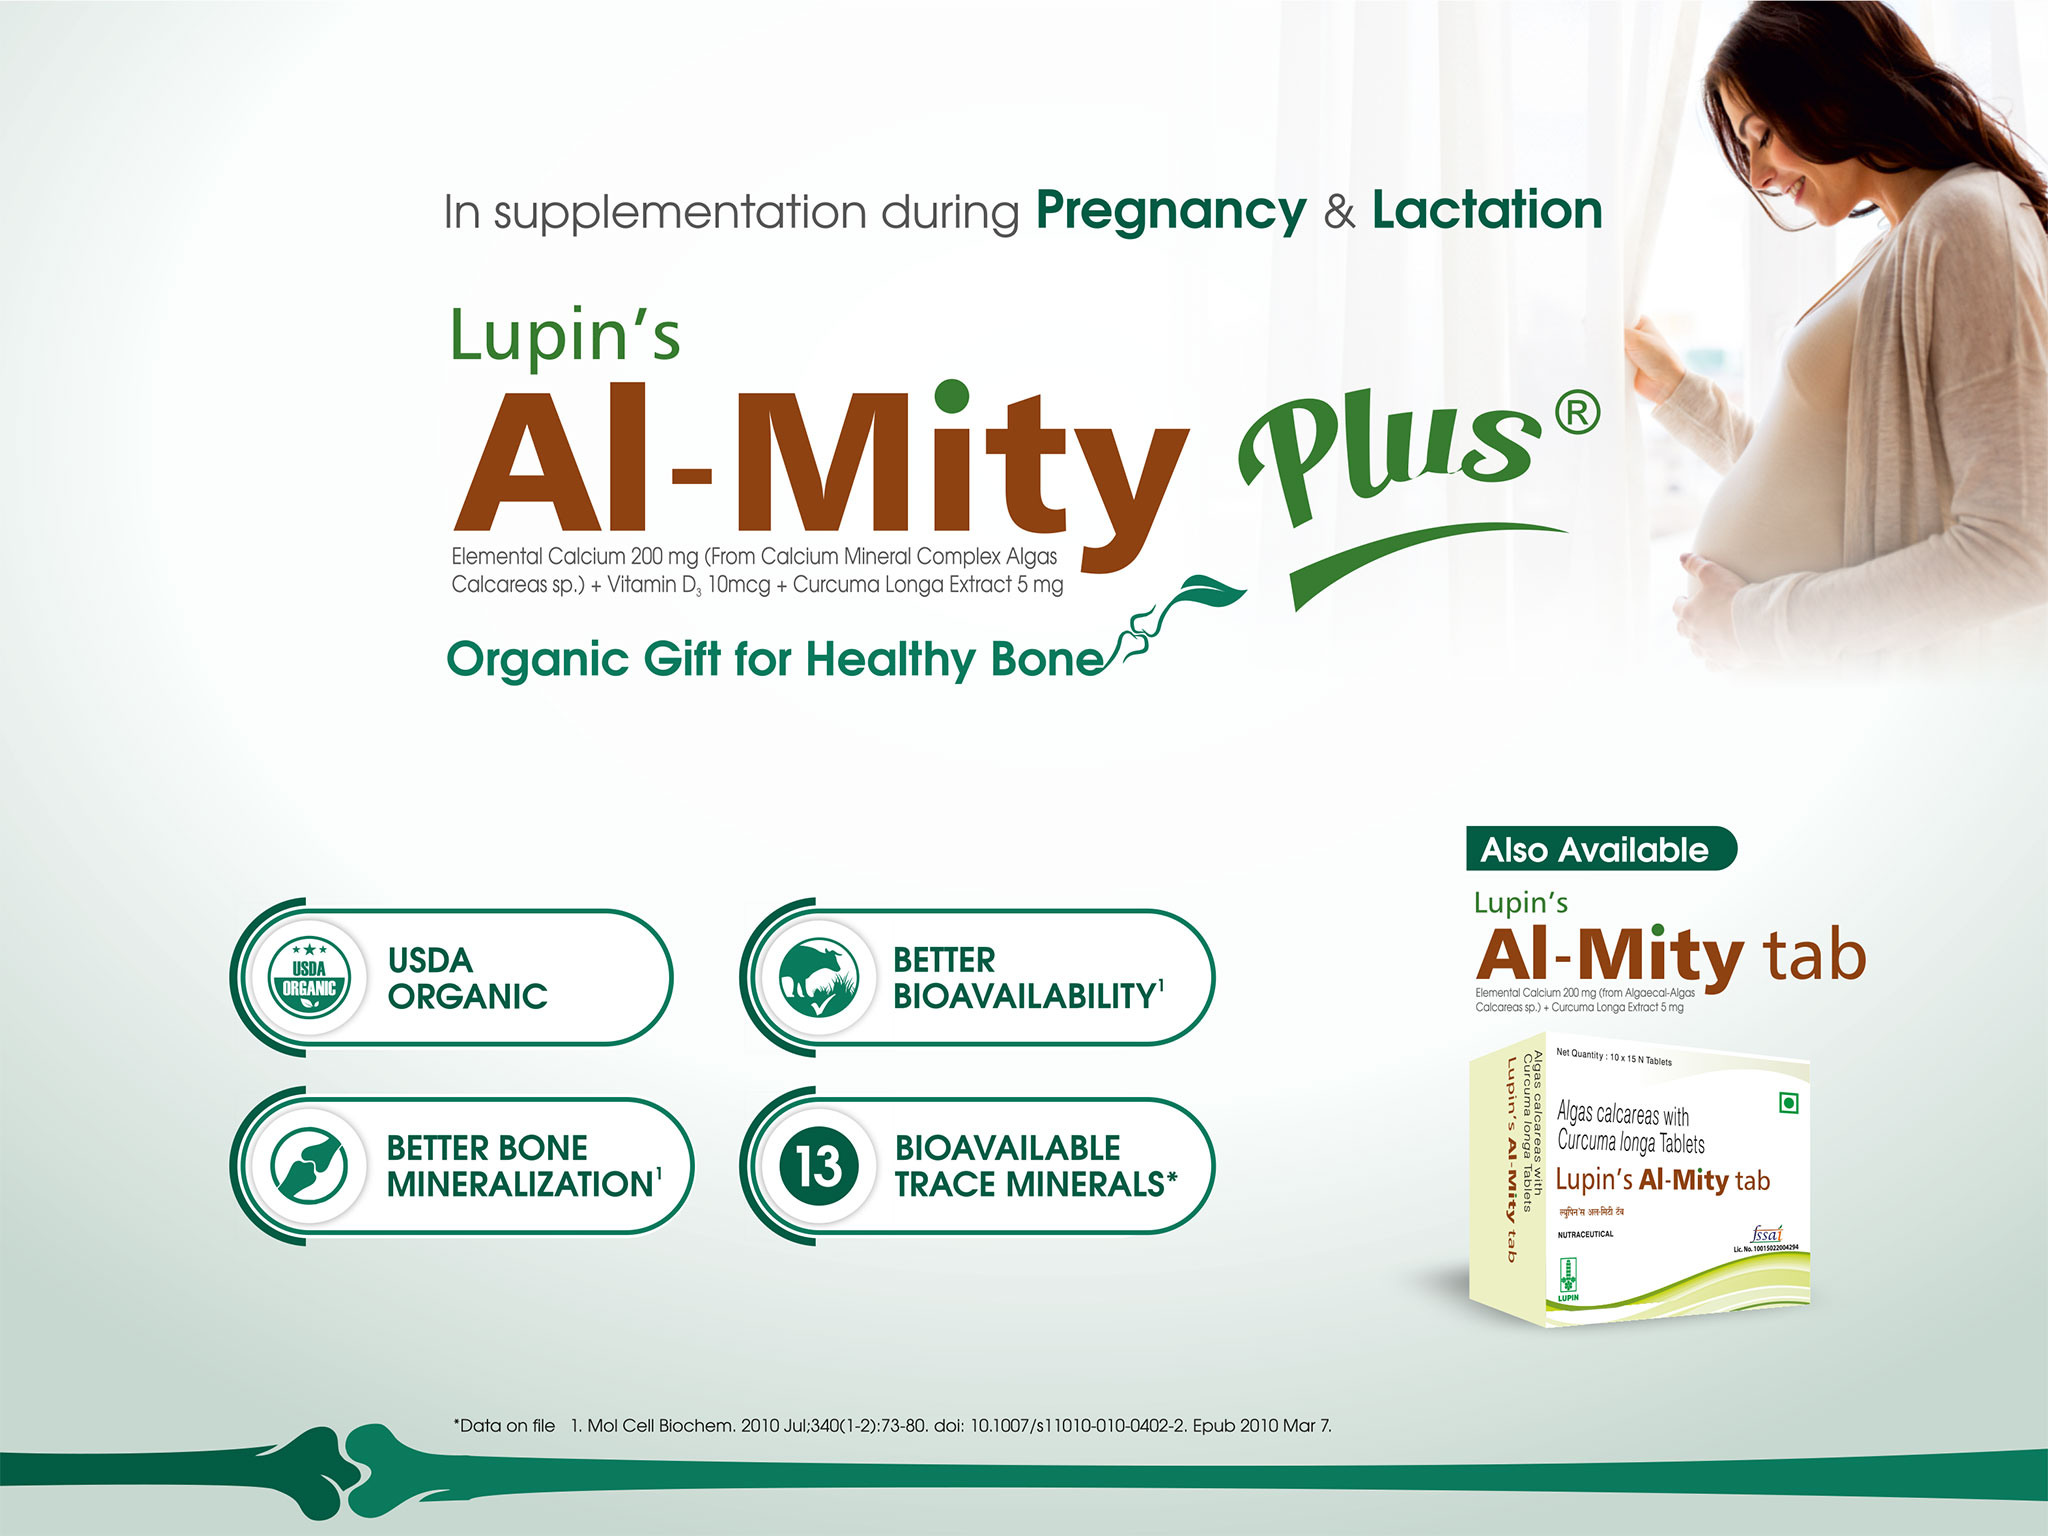 In supplementation during Pregnancy & Lactation
Lupin's
Al-Mity Plus®
Elemental Calcium 200 mg (From Calcium Mineral Complex Algas
Calcareas sp.) + Vitamin D₃ 10mcg + Curcuma Longa Extract 5 mg
Organic Gift for Healthy Bone
USDA
ORGANIC
USDA
ORGANIC
BETTER
BIOAVAILABILITY¹
BETTER BONE
MINERALIZATION¹
13
BIOAVAILABLE
TRACE MINERALS*
Also Available
Lupin's
Al-Mity tab
Elemental Calcium 200 mg (from Algaecal-Algas
Calcareas sp.) + Curcuma Longa Extract 5 mg
Algas calcareas with
Curcuma longa Tablets
Lupin's Al-Mity tab
Net Quantity : 10 x 15 N Tablets
Algas calcareas with
Curcuma longa Tablets
Lupin's Al-Mity tab
ल्युपिन'स अल-मिटी टॅब
NUTRACEUTICAL
fssai
Lic. No. 10015022004294
LUPIN
*Data on file 1. Mol Cell Biochem. 2010 Jul;340(1-2):73-80. doi: 10.1007/s11010-010-0402-2. Epub 2010 Mar 7.